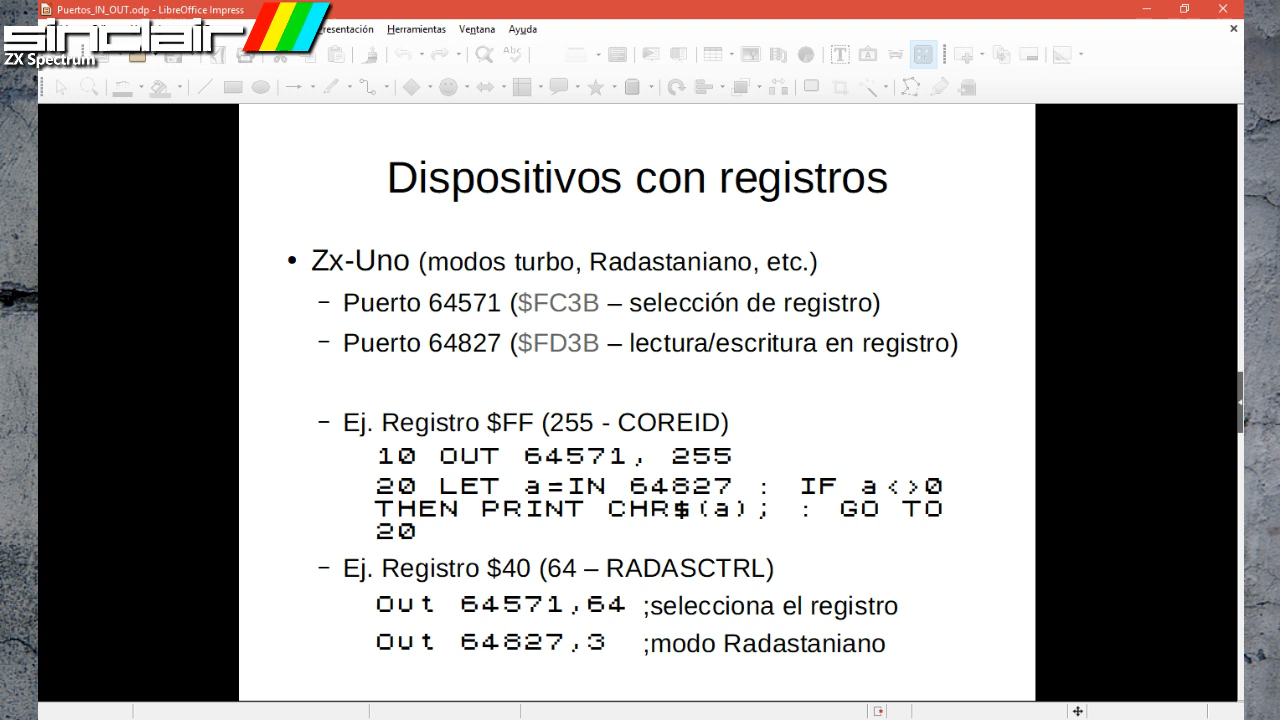 Puertos_IN_OUT.odp - LibreOffice Impress
sinclair
ZX Spectrum
resentación Herramientas Ventana Ayuda
Dispositivos con registros
• Zx-Uno (modos turbo, Radastaniano, etc.)
– Puerto 64571 ($FC3B – selección de registro)
– Puerto 64827 ($FD3B – lectura/escritura en registro)
– Ej. Registro $FF (255 - COREID)
10 OUT 64571, 255
20 LET a=IN 64827 : IF a<>0
THEN PRINT CHR$(a); : GO TO
20
– Ej. Registro $40 (64 – RADASCTRL)
Out 64571,64 ;selecciona el registro
Out 64827,3 ;modo Radastaniano